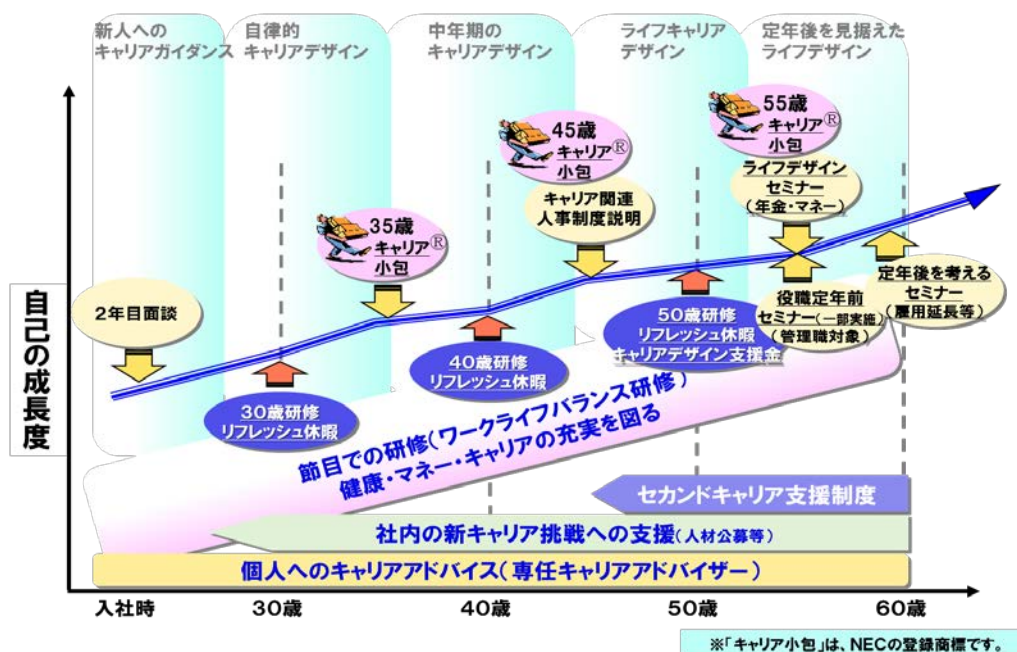 新人への
キャリアガイダンス
自律的
キャリアデザイン
中年期の
キャリアデザイン
ライフキャリア
デザイン
定年後を見据えた
ライフデザイン
自己の成長度
2年目面談
35歳
キャリア®
小包
45歳
キャリア®
小包
キャリア関連
人事制度説明
55歳
キャリア®
小包
ライフデザイン
セミナー
(年金・マネー)
30歳研修
リフレッシュ休暇
40歳研修
リフレッシュ休暇
50歳研修
リフレッシュ休暇
キャリアデザイン支援金
役職定年前
セミナー(一部実施)
(管理職対象)
定年後を考える
セミナー
(雇用延長等)
節目での研修(ワークライフバランス研修)
健康・マネー・キャリアの充実を図る
セカンドキャリア支援制度
社内の新キャリア挑戦への支援(人材公募等)
個人へのキャリアアドバイス(専任キャリアアドバイザー)
入社時
30歳
40歳
50歳
60歳
※「キャリア小包」は、NECの登録商標です。